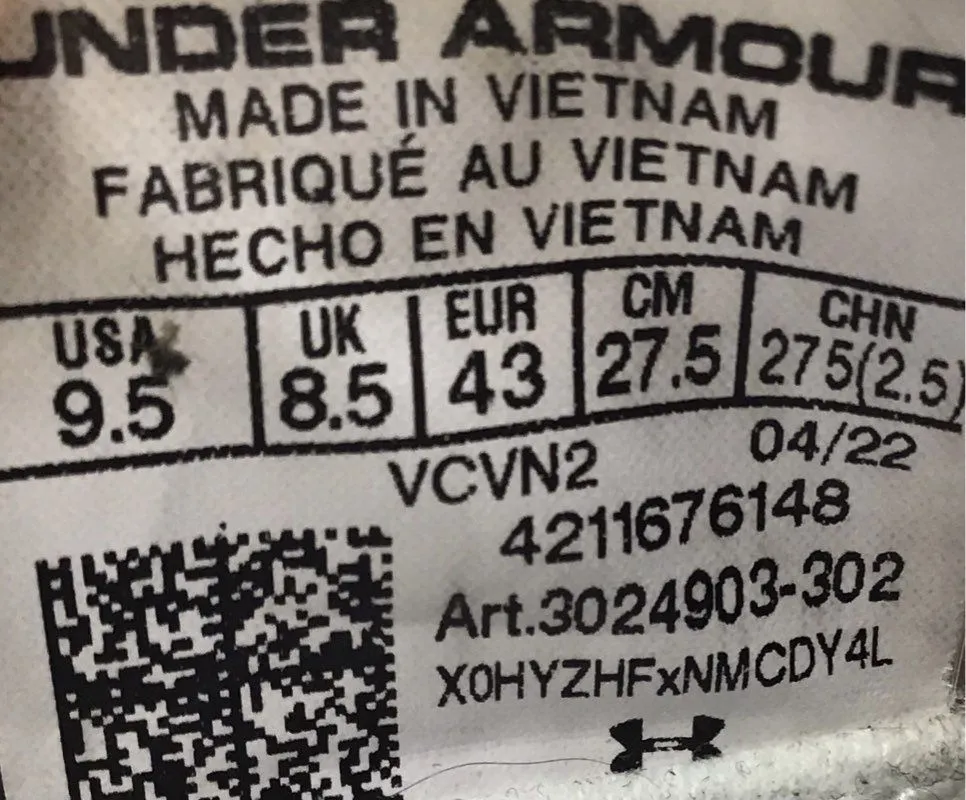 UNDER ARMOUR
MADE IN VIETNAM
FABRIQUÉ AU VIETNAM
HECHO EN VIETNAM
USA UK EUR CM CHN
9.5 8.5 43 27.5 275(2.5)
VCVN2 04/22
4211676148
Art.3024903-302
X0HYZHFxNMCDY4L